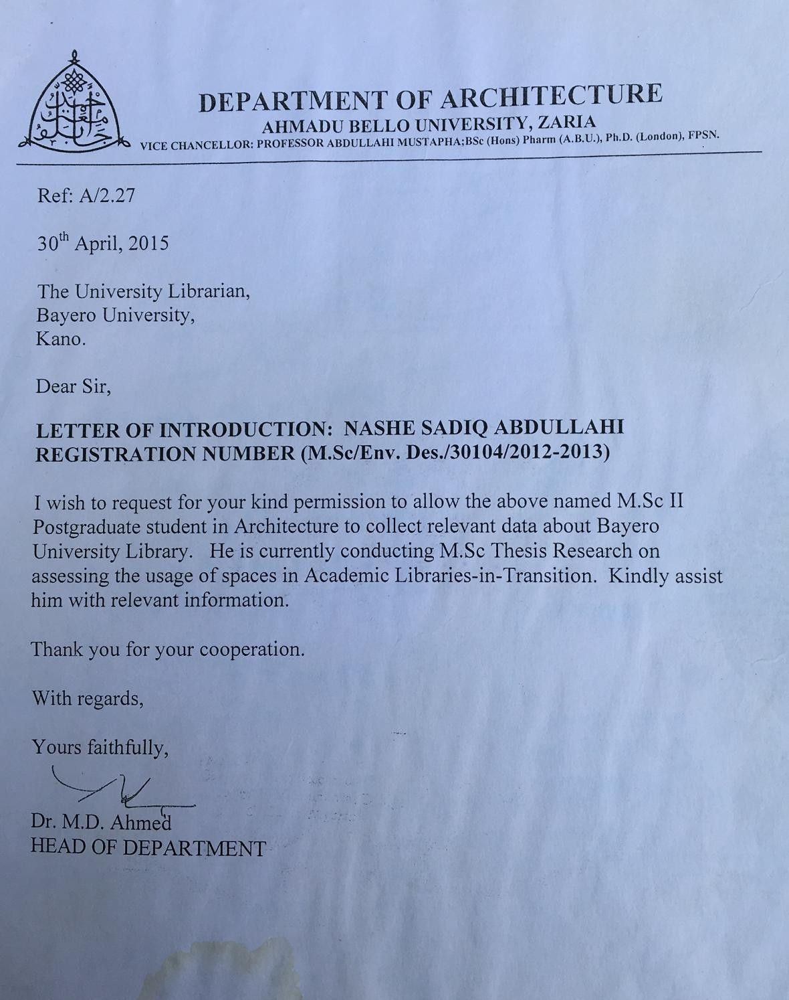 DEPARTMENT OF ARCHITECTURE
AHMADU BELLO UNIVERSITY, ZARIA
VICE CHANCELLOR: PROFESSOR ABDULLAHI MUSTAPHA;BSc (Hons) Pharm (A.B.U.), Ph.D. (London), FPSN.
Ref: A/2.27
30th April, 2015
The University Librarian,
Bayero University,
Kano.
Dear Sir,
LETTER OF INTRODUCTION: NASHE SADIQ ABDULLAHI
REGISTRATION NUMBER (M.Sc/Env. Des./30104/2012-2013)
I wish to request for your kind permission to allow the above named M.Sc II
Postgraduate student in Architecture to collect relevant data about Bayero
University Library. He is currently conducting M.Sc Thesis Research on
assessing the usage of spaces in Academic Libraries-in-Transition. Kindly assist
him with relevant information.
Thank you for your cooperation.
With regards,
Yours faithfully,
Dr. M.D. Ahmed
HEAD OF DEPARTMENT